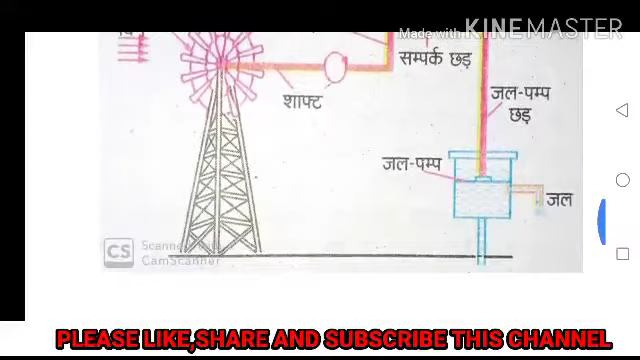 Made with KINEMASTER
सम्पर्क छड़
शाफ्ट
जल-पम्प
छड़
जल-पम्प
जल
CS
CamScanner
PLEASE LIKE,SHARE AND SUBSCRIBE THIS CHANNEL